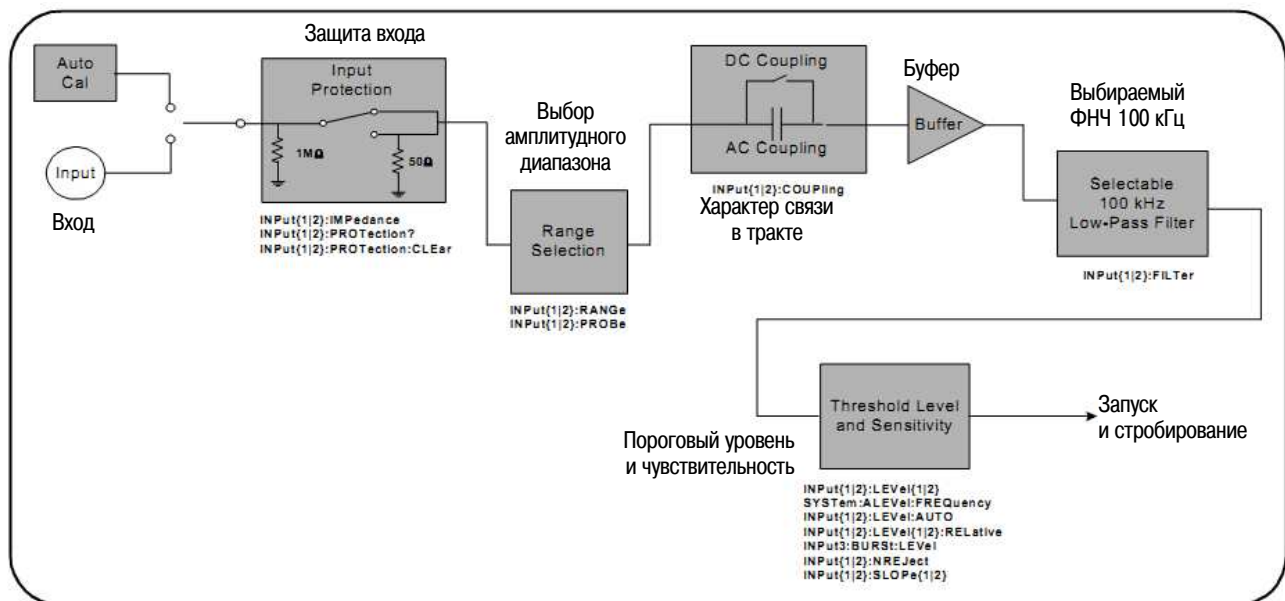 Auto
Cal
Input
Вход
Защита входа
Input
Protection
1MΩ
50Ω
INPut{1|2}:IMPedance
INPut{1|2}:PROTection?
INPut{1|2}:PROTection:CLEar
Выбор
амплитудного
диапазона
Range
Selection
INPut{1|2}:RANGe
INPut{1|2}:PROBe
DC Coupling
AC Coupling
INPut{1|2}:COUPling
Характер связи
в тракте
Буфер
Buffer
Выбираемый
ФНЧ 100 кГц
Selectable
100 kHz
Low-Pass Filter
INPut{1|2}:FILTer
Пороговый уровень
и чувствительность
Threshold Level
and Sensitivity
INPut{1|2}:LEVel{1|2}
SYSTem:ALEVel:FREQuency
INPut{1|2}:LEVel:AUTO
INPut{1|2}:LEVel{1|2}:RELative
INPut3:BURSt:LEVel
INPut{1|2}:NREJect
INPut{1|2}:SLOPe{1|2}
Запуск
и стробирование